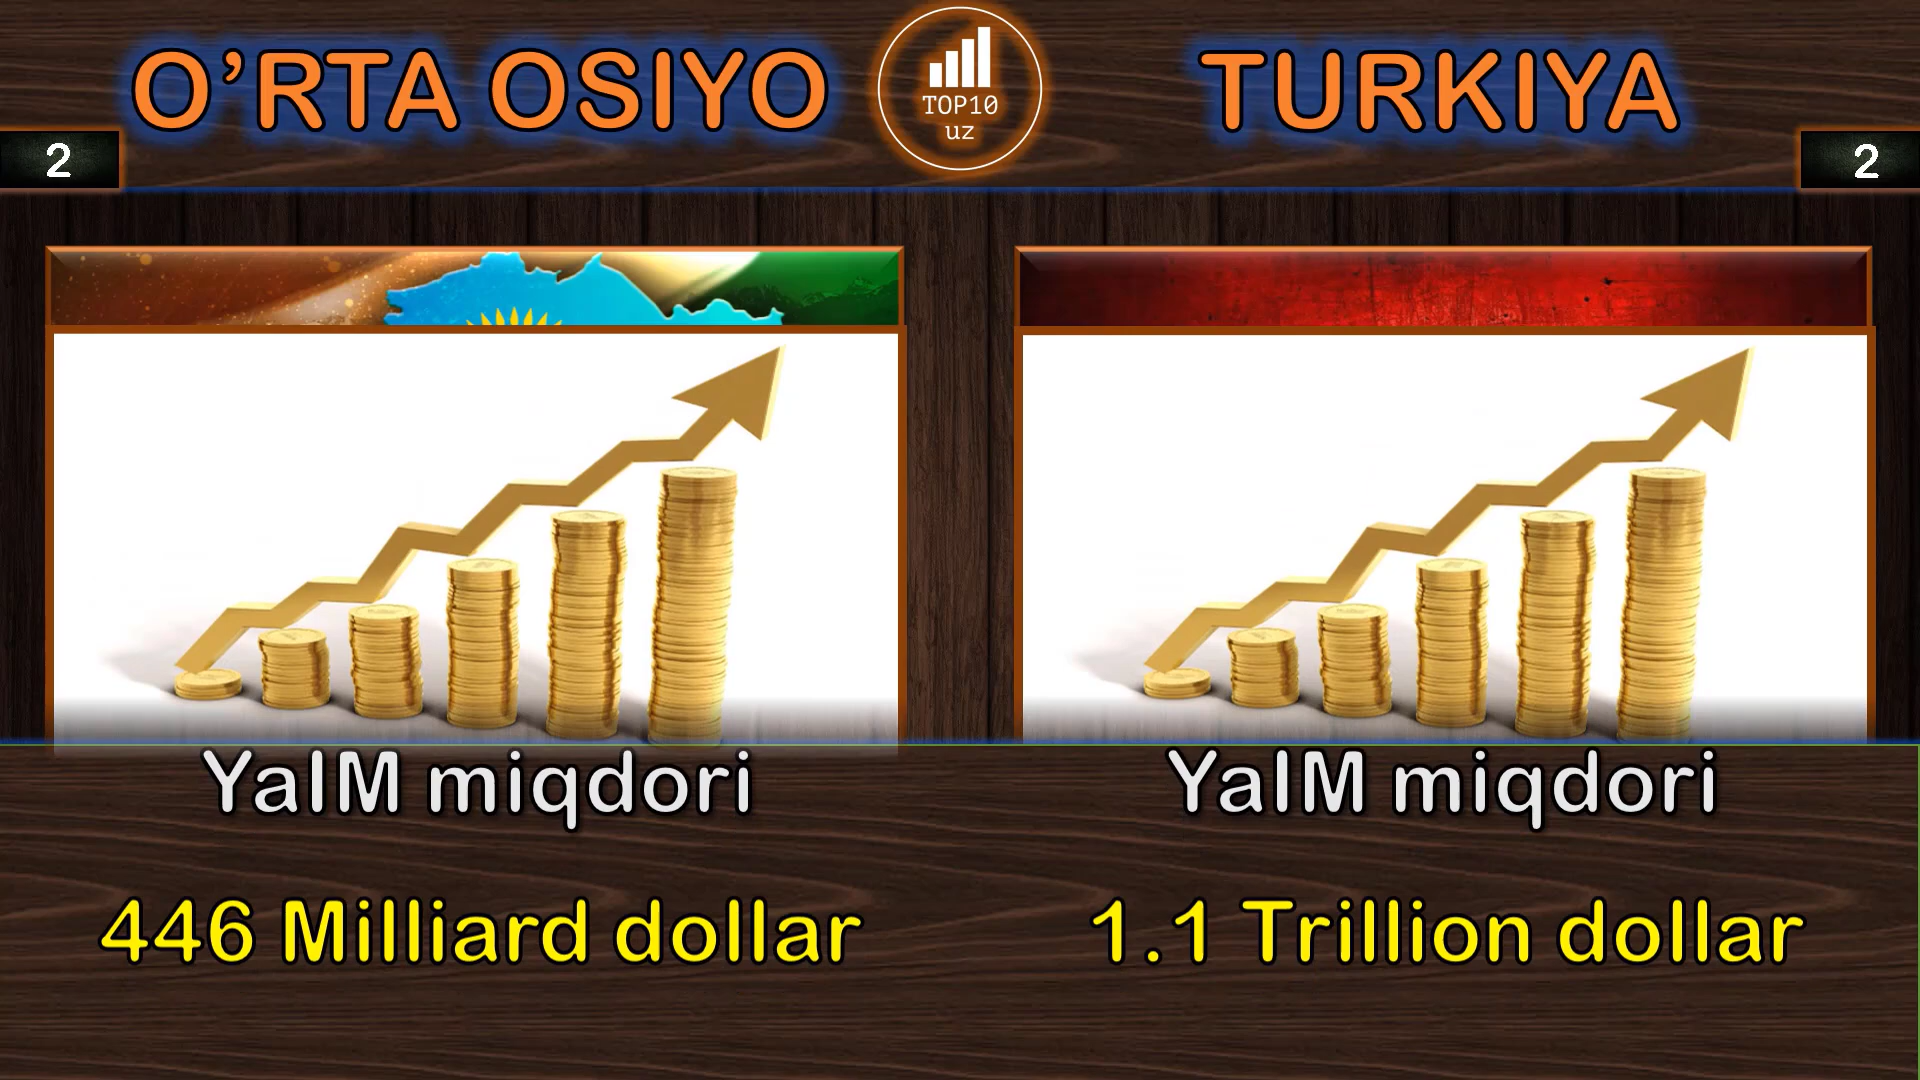 O’RTA OSIYO
TOP10
uz
TURKIYA
2
2
YaIM miqdori
YaIM miqdori
446 Milliard dollar
1.1 Trillion dollar